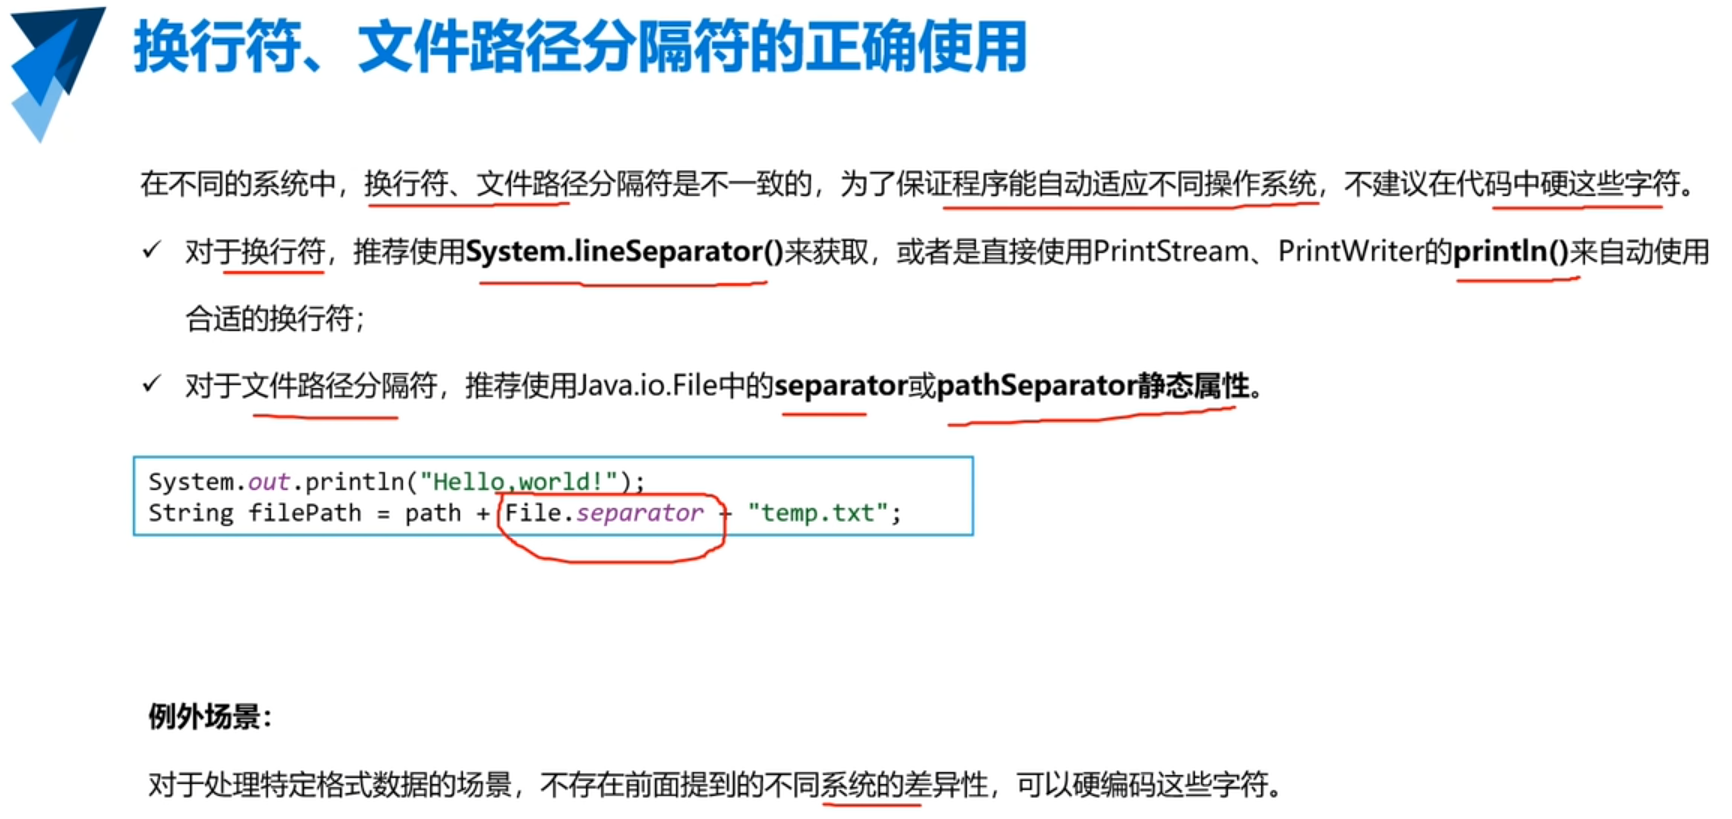 换行符、文件路径分隔符的正确使用
在不同的系统中，换行符、文件路径分隔符是不一致的，为了保证程序能自动适应不同操作系统，不建议在代码中硬这些字符。
✓ 对于换行符，推荐使用System.lineSeparator()来获取，或者是直接使用PrintStream、PrintWriter的println()来自动使用
合适的换行符；
✓ 对于文件路径分隔符，推荐使用Java.io.File中的separator或pathSeparator静态属性。
System.out.println("Hello,world!");
String filePath = path + File.separator + "temp.txt";
例外场景：
对于处理特定格式数据的场景，不存在前面提到的不同系统的差异性，可以硬编码这些字符。